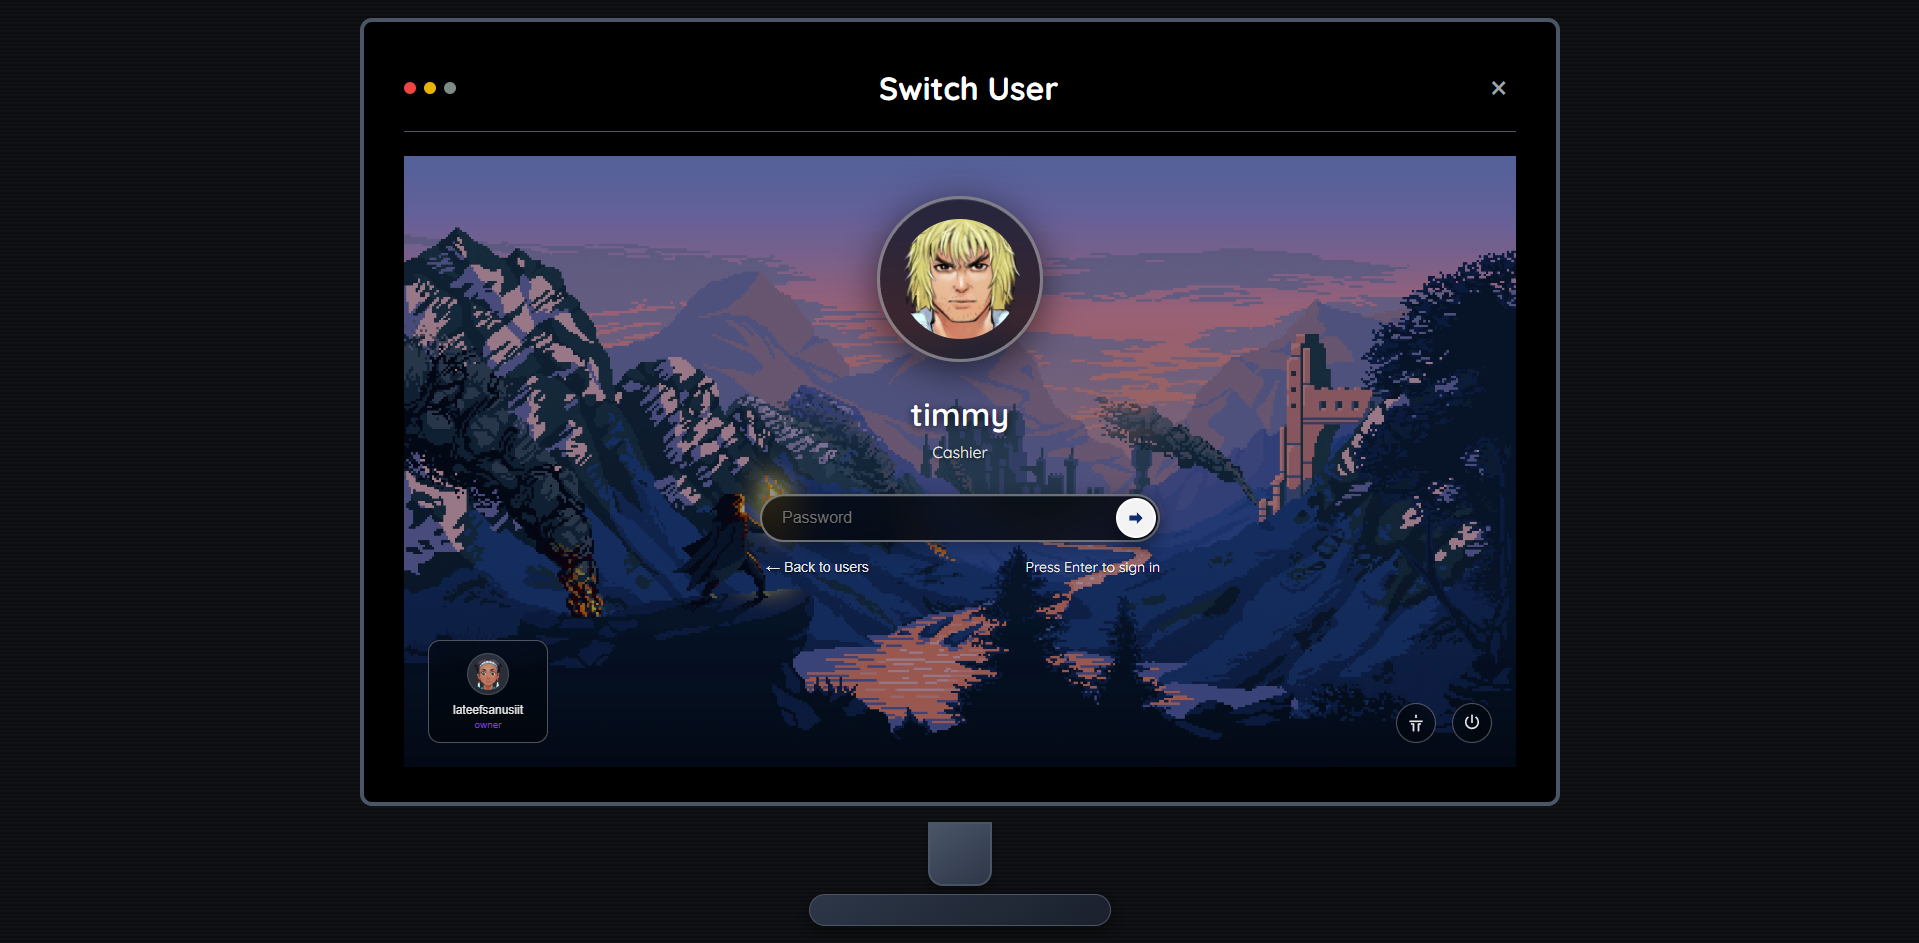 Switch User
timmy
Cashier
Password
← Back to users
Press Enter to sign in
lateefsanusiit
owner